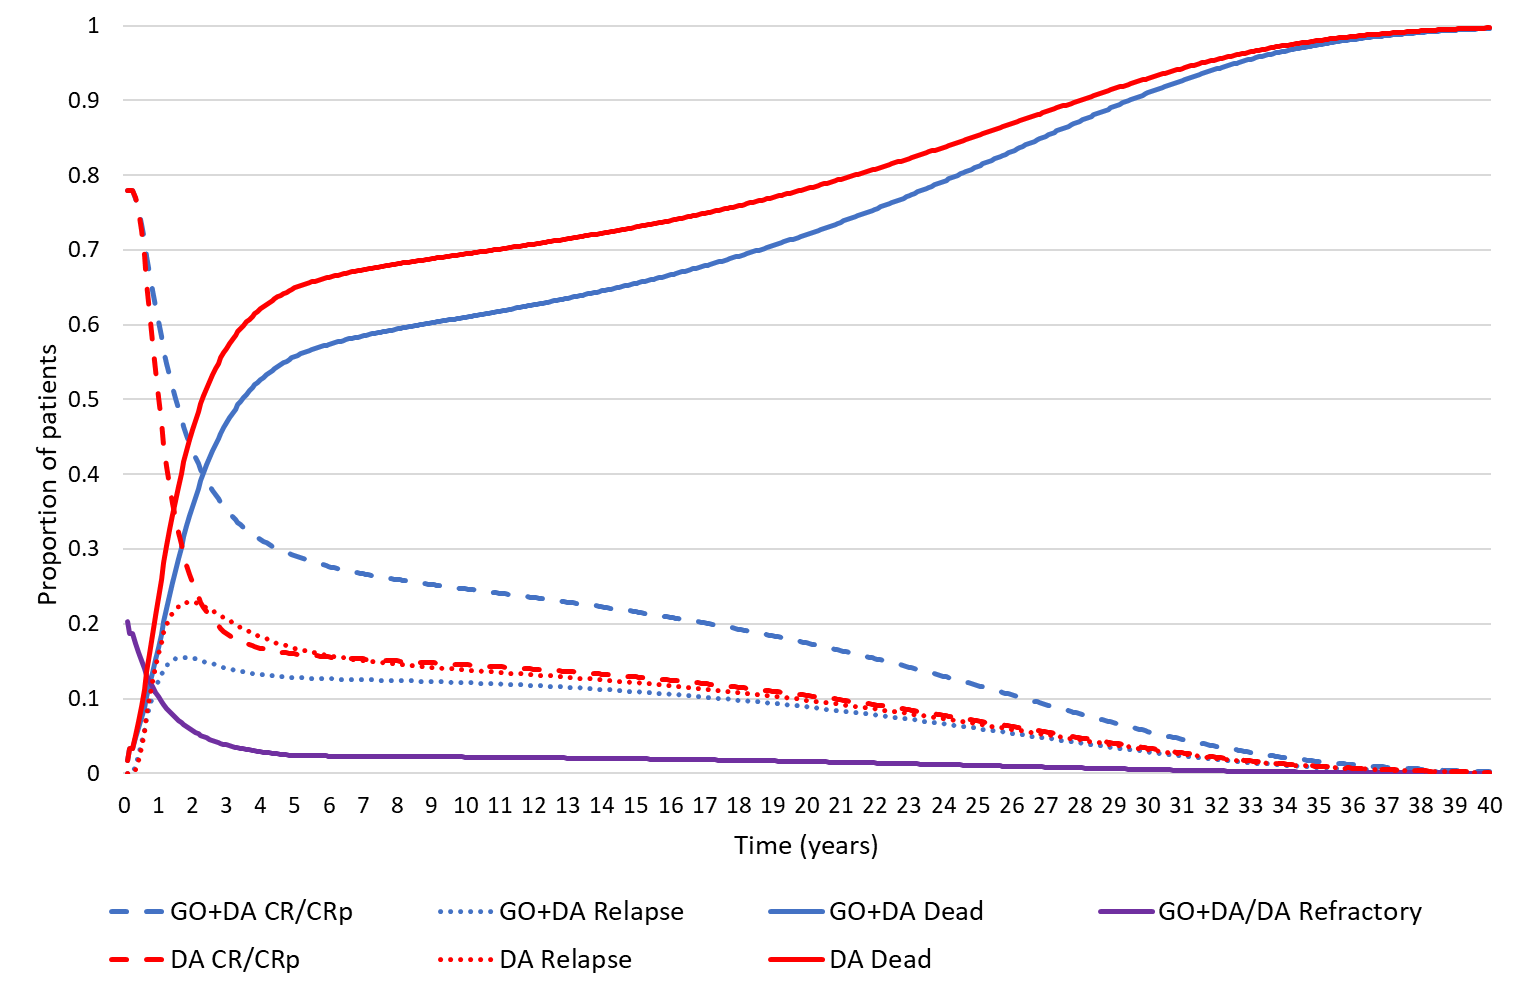 1
0.9
0.8
0.7
0.6
0.5
0.4
0.3
0.2
0.1
0
Proportion of patients
0 1 2 3 4 5 6 7 8 9 10 11 12 13 14 15 16 17 18 19 20 21 22 23 24 25 26 27 28 29 30 31 32 33 34 35 36 37 38 39 40
Time (years)
GO+DA CR/CRp GO+DA Relapse GO+DA Dead GO+DA/DA Refractory
DA CR/CRp DA Relapse DA Dead